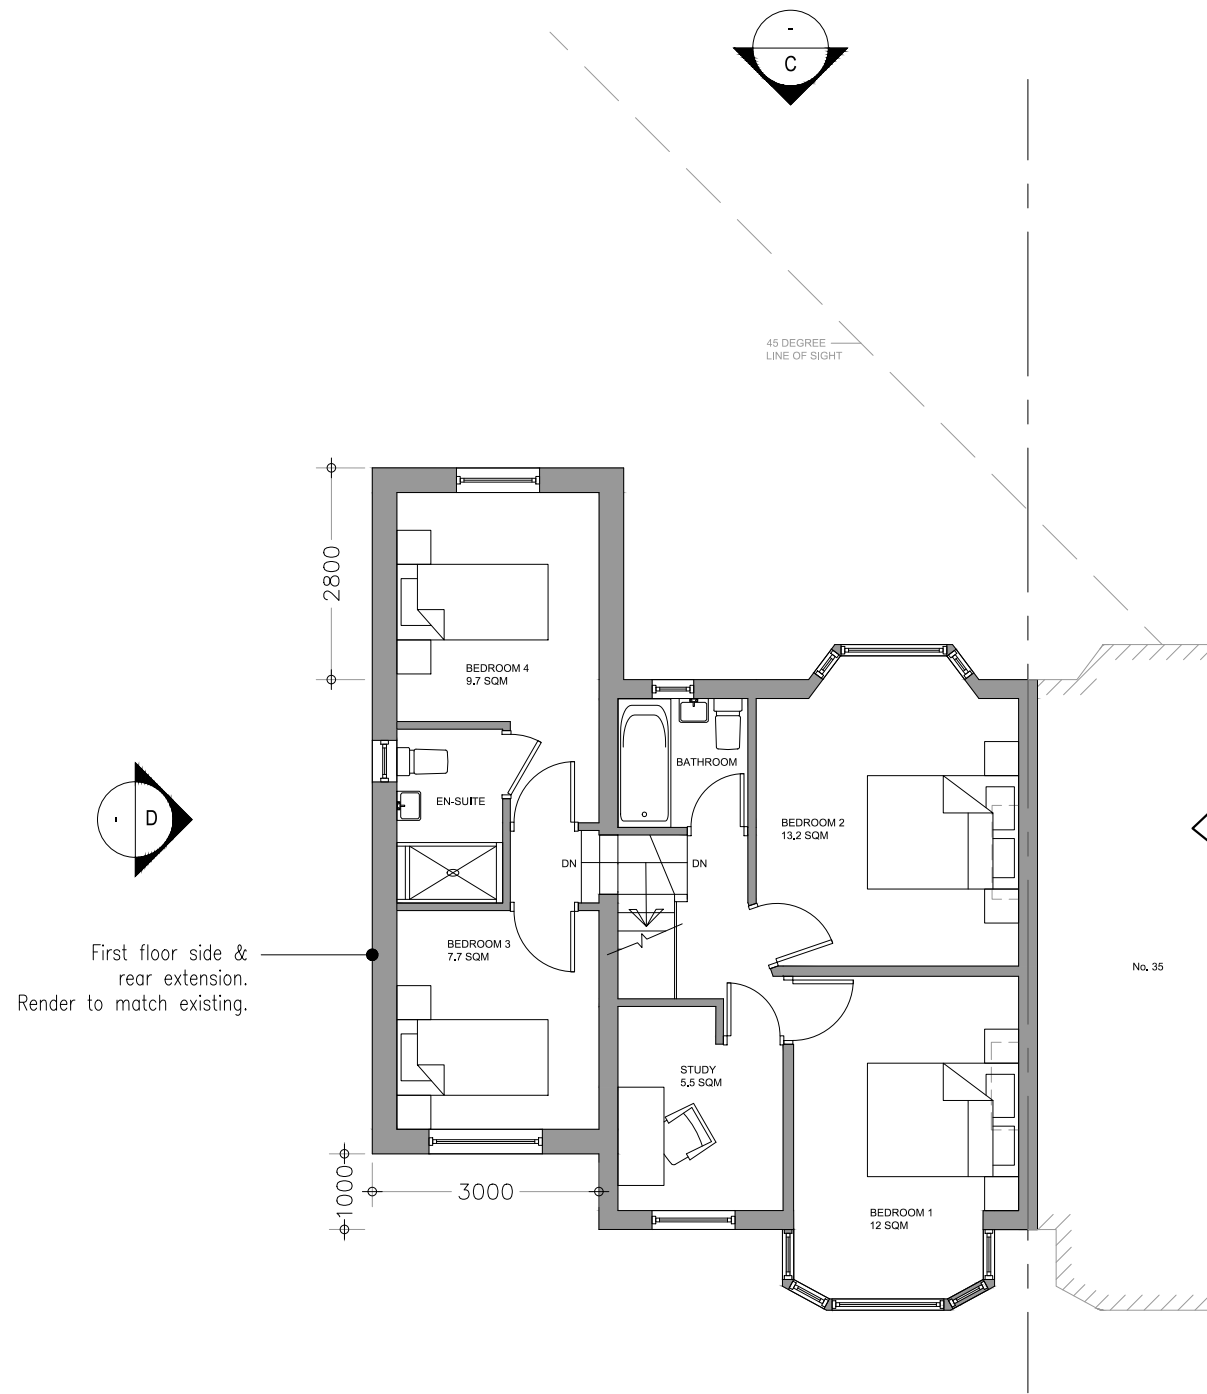 -
C
45 DEGREE
LINE OF SIGHT
2800
BEDROOM 4
9.7 SQM
BATHROOM
EN-SUITE
- D
BEDROOM 2
13.2 SQM
DN
DN
First floor side &
rear extension.
Render to match existing.
BEDROOM 3
7.7 SQM
No. 35
STUDY
5.5 SQM
1000
3000
BEDROOM 1
12 SQM